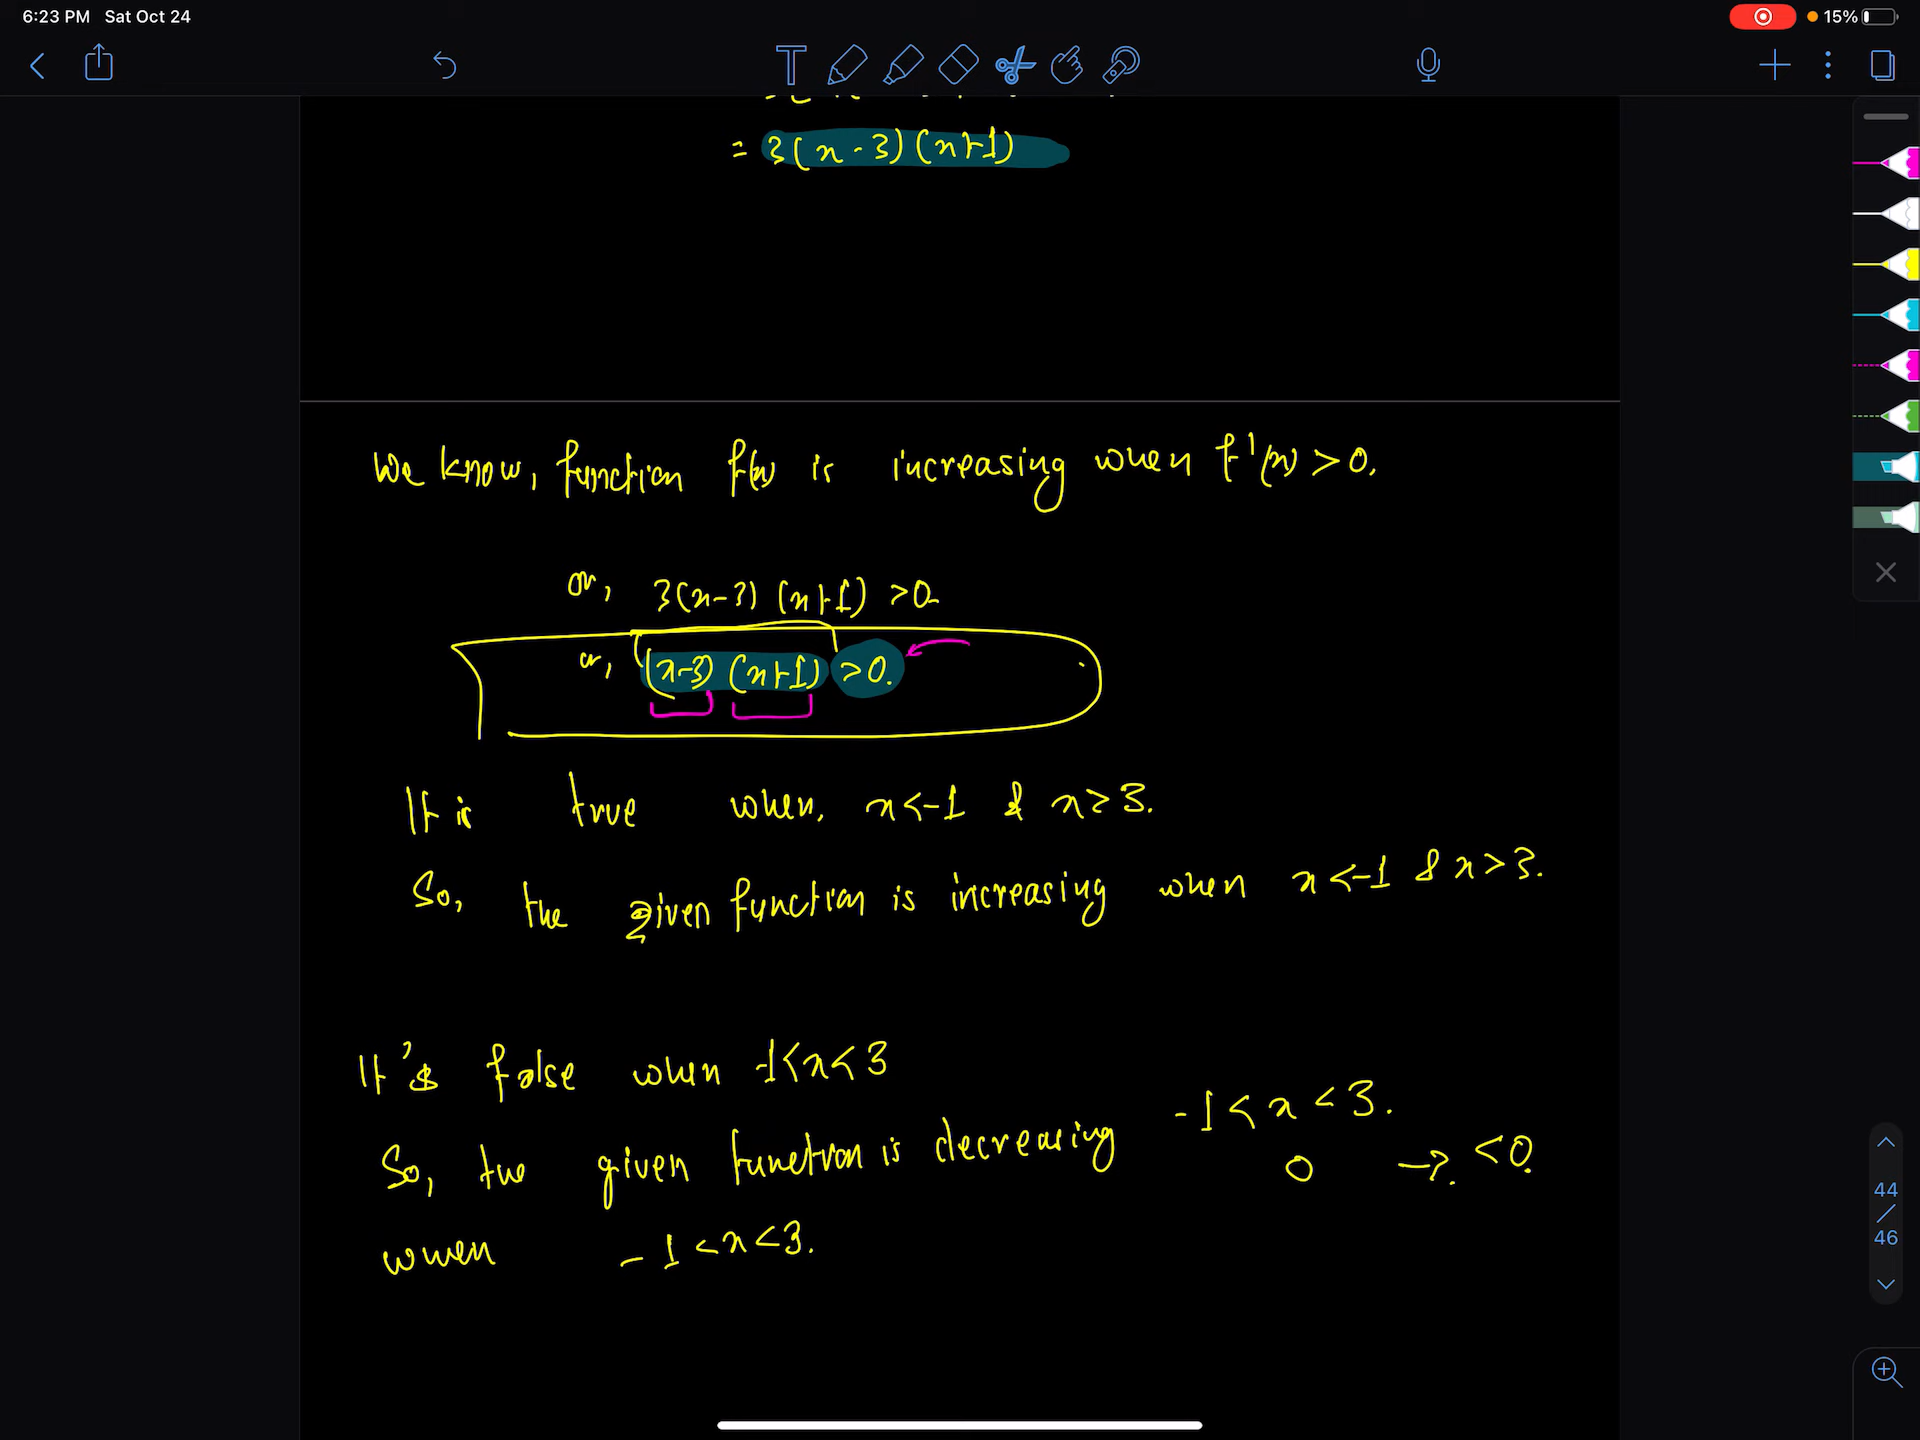 6:23 PM Sat Oct 24
15%
= 3(x-3)(x+1)
We know, function f(x) is increasing when f'(x) > 0.
or, 3(x-3) (x+1) >0.
or, (x-3) (x+1) >0.
It is true when, x<-1 & x>3.
So, the given function is increasing when x<-1 & x>3.
It's false when -1<x<3
-1 < x < 3.
So, the given function is decreasing
0 → <0.
when -1<x<3.
44
/
46